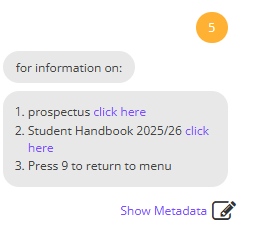 5
for information on:
1. prospectus click here
2. Student Handbook 2025/26 click
here
3. Press 9 to return to menu
Show Metadata